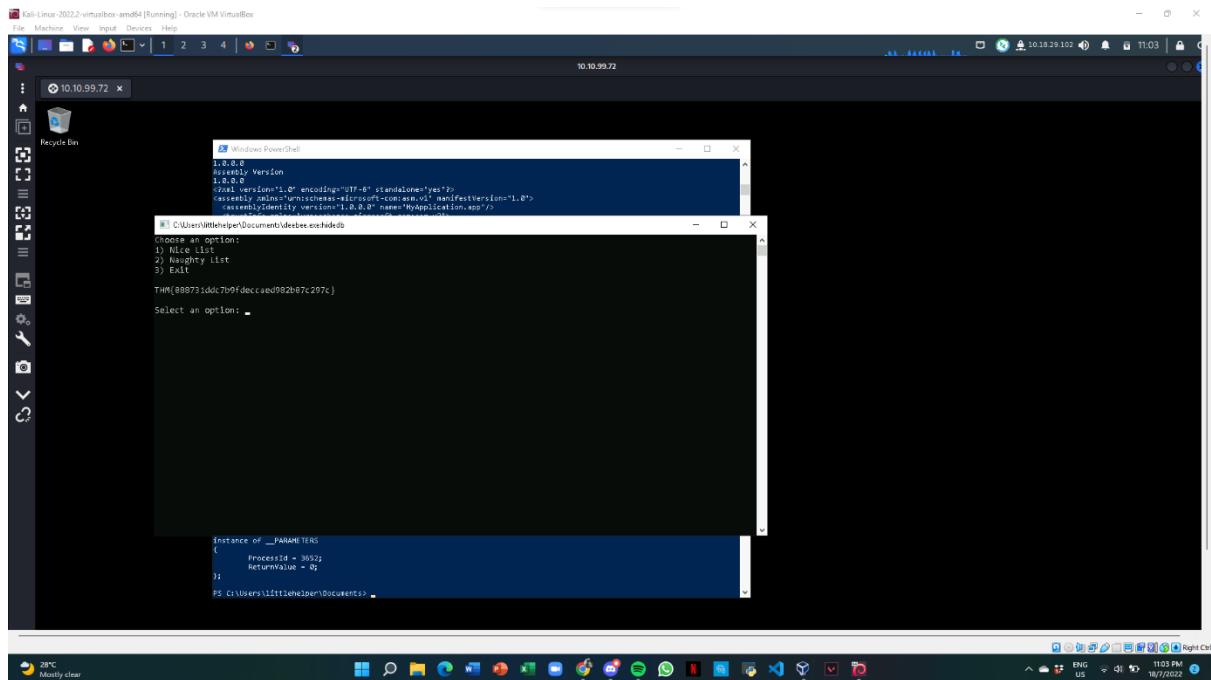 Kali-Linux-2022.2-virtualbox-amd64 [Running] - Oracle VM VirtualBox
File Machine View Input Devices Help
1 2 3 4
10.18.29.102
11:03
10.10.99.72
10.10.99.72
Recycle Bin
Windows PowerShell
1.0.0.0
Assembly Version
1.0.0.0
<?xml version="1.0" encoding="UTF-8" standalone="yes"?>
<assembly xmlns="urn:schemas-microsoft-com:asm.v1" manifestVersion="1.0">
<assemblyIdentity version="1.0.0.0" name="MyApplication.app"/>
C:\Users\littlehelper\Documents\deebee.exe:hidedb
Choose an option:
1) Nice List
2) Naughty List
3) Exit
THM{088731ddc7b9fdeccaed982b07c297c}
Select an option: _
instance of __PARAMETERS
{
ProcessId = 3652;
ReturnValue = 0;
};
PS C:\Users\littlehelper\Documents> _
Right Ctrl
28°C
Mostly clear
ENG
US
11:03 PM
18/7/2022